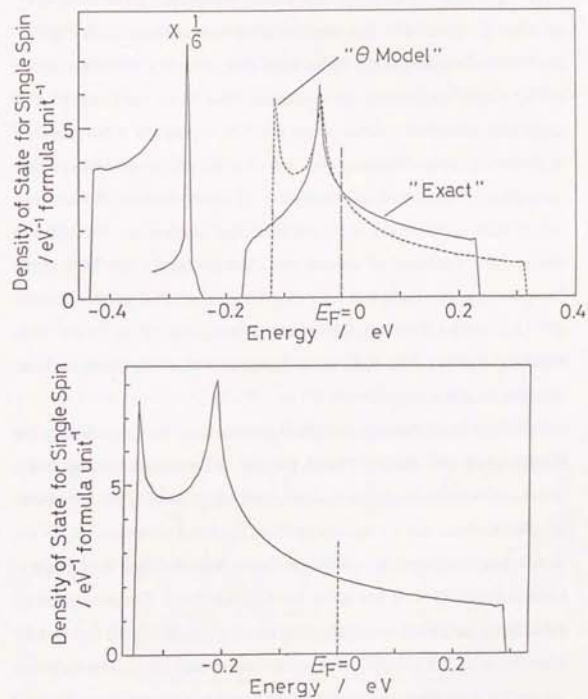 × 1/6
"θ Model"
"Exact"
Density of State for Single Spin
/ eV⁻¹ formula unit⁻¹
5
0
−0.4
−0.2
E_F=0
0.2
0.4
Energy / eV
Density of State for Single Spin
/ eV⁻¹ formula unit⁻¹
5
0
−0.2
E_F=0
0.2
Energy / eV